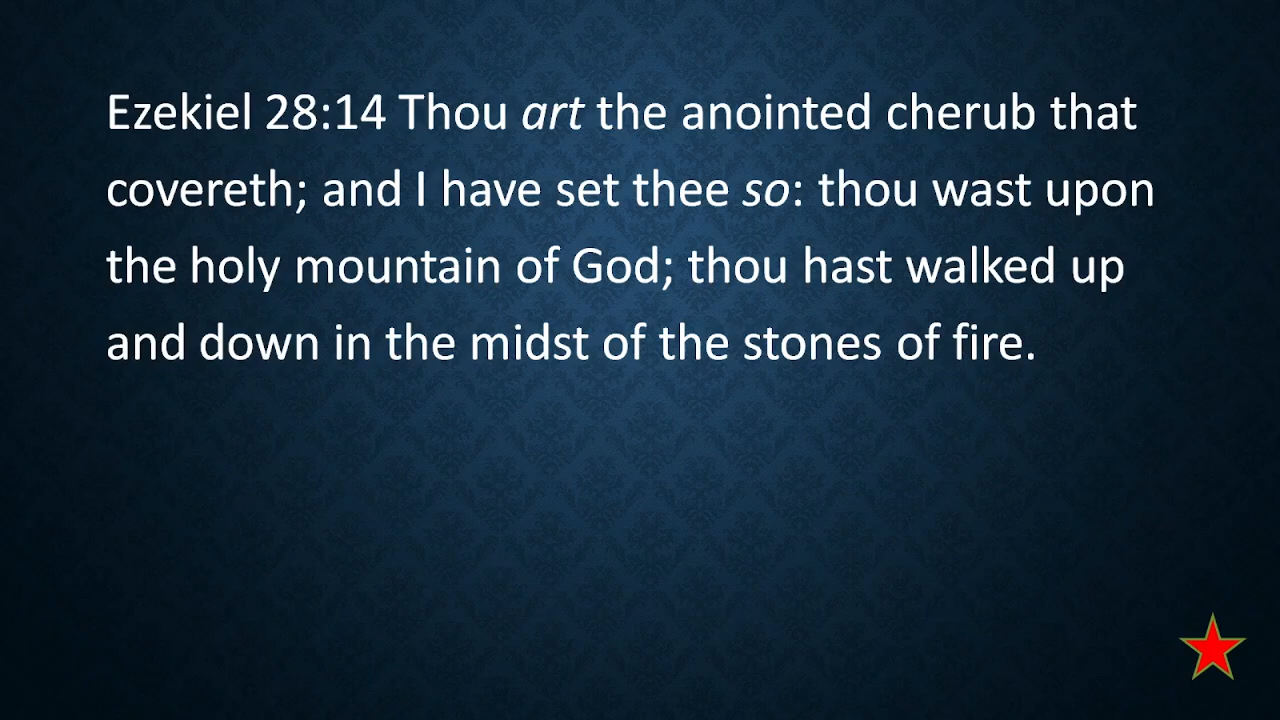 Ezekiel 28:14 Thou art the anointed cherub that
covereth; and I have set thee so: thou wast upon
the holy mountain of God; thou hast walked up
and down in the midst of the stones of fire.